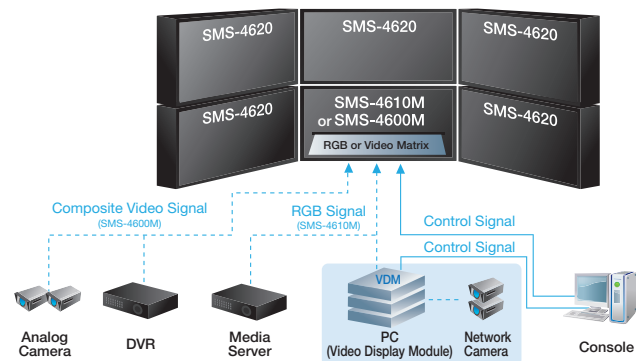 SMS-4620
SMS-4620
SMS-4620
SMS-4620
SMS-4610M
or SMS-4600M
RGB or Video Matrix
SMS-4620
Composite Video Signal
(SMS-4600M)
RGB Signal
(SMS-4610M)
Control Signal
Control Signal
VDM
Analog
Camera
DVR
Media
Server
PC
(Video Display Module)
Network
Camera
Console